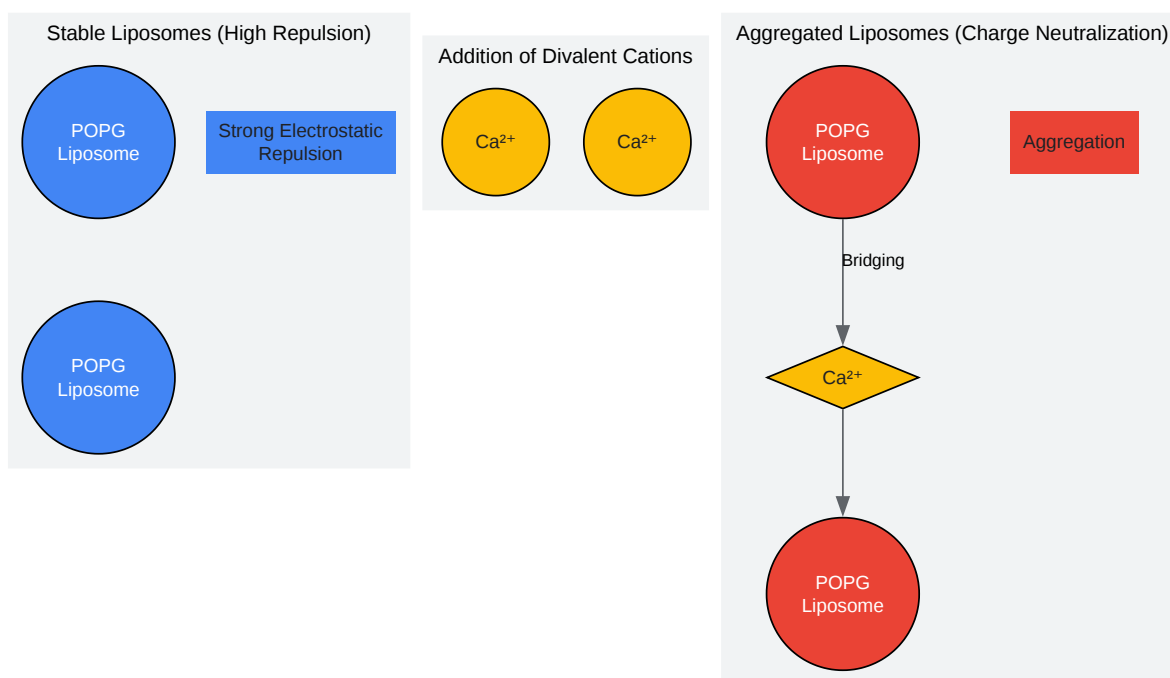 Stable Liposomes (High Repulsion)
POPG
Liposome
Strong Electrostatic
Repulsion
POPG
Liposome
Addition of Divalent Cations
Ca²⁺
Ca²⁺
Aggregated Liposomes (Charge Neutralization)
POPG
Liposome
Aggregation
Bridging
Ca²⁺
POPG
Liposome